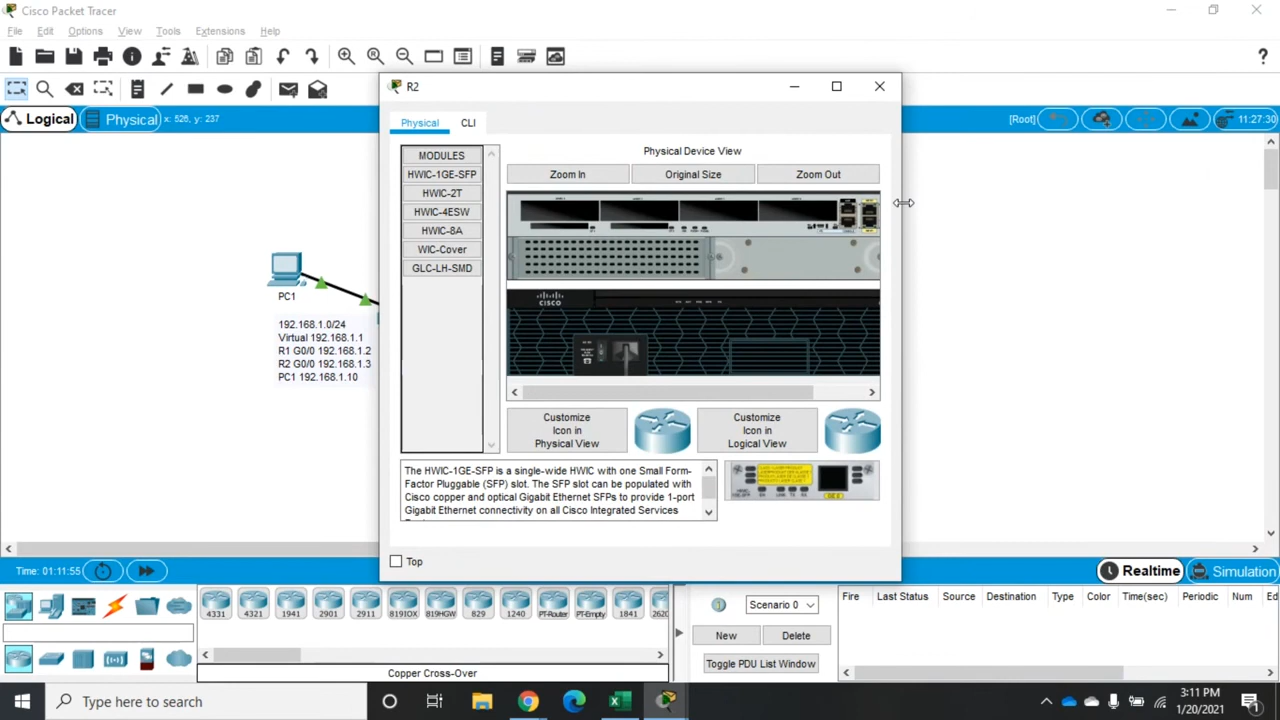 Cisco Packet Tracer
File Edit Options View Tools Extensions Help
?
R2
Logical Physical x: 526, y: 237
[Root] 11:27:30
Physical CLI
MODULES
HWIC-1GE-SFP
HWIC-2T
HWIC-4ESW
HWIC-8A
WIC-Cover
GLC-LH-SMD
Physical Device View
Zoom In Original Size Zoom Out
CISCO
Customize
Icon in
Physical View
Customize
Icon in
Logical View
The HWIC-1GE-SFP is a single-wide HWIC with one Small Form-
Factor Pluggable (SFP) slot. The SFP slot can be populated with
Cisco copper and optical Gigabit Ethernet SFPs to provide 1-port
Gigabit Ethernet connectivity on all Cisco Integrated Services
Top
PC1
192.168.1.0/24
Virtual 192.168.1.1
R1 G0/0 192.168.1.2
R2 G0/0 192.168.1.3
PC1 192.168.1.10
Time: 01:11:55
Realtime Simulation
4331 4321 1941 2901 2911 819IOX 819HGW 829 1240 PT-Router PT-Empty 1841 2620
Copper Cross-Over
Scenario 0
New Delete
Toggle PDU List Window
Fire Last Status Source Destination Type Color Time(sec) Periodic Num Ed
Type here to search
3:11 PM
1/20/2021
1